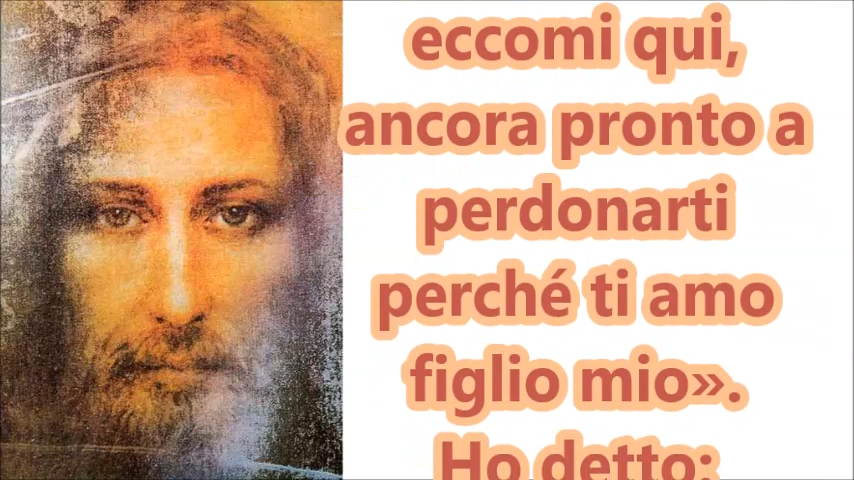 eccomi qui,
ancora pronto a
perdonarti
perché ti amo
figlio mio».
Ho detto: